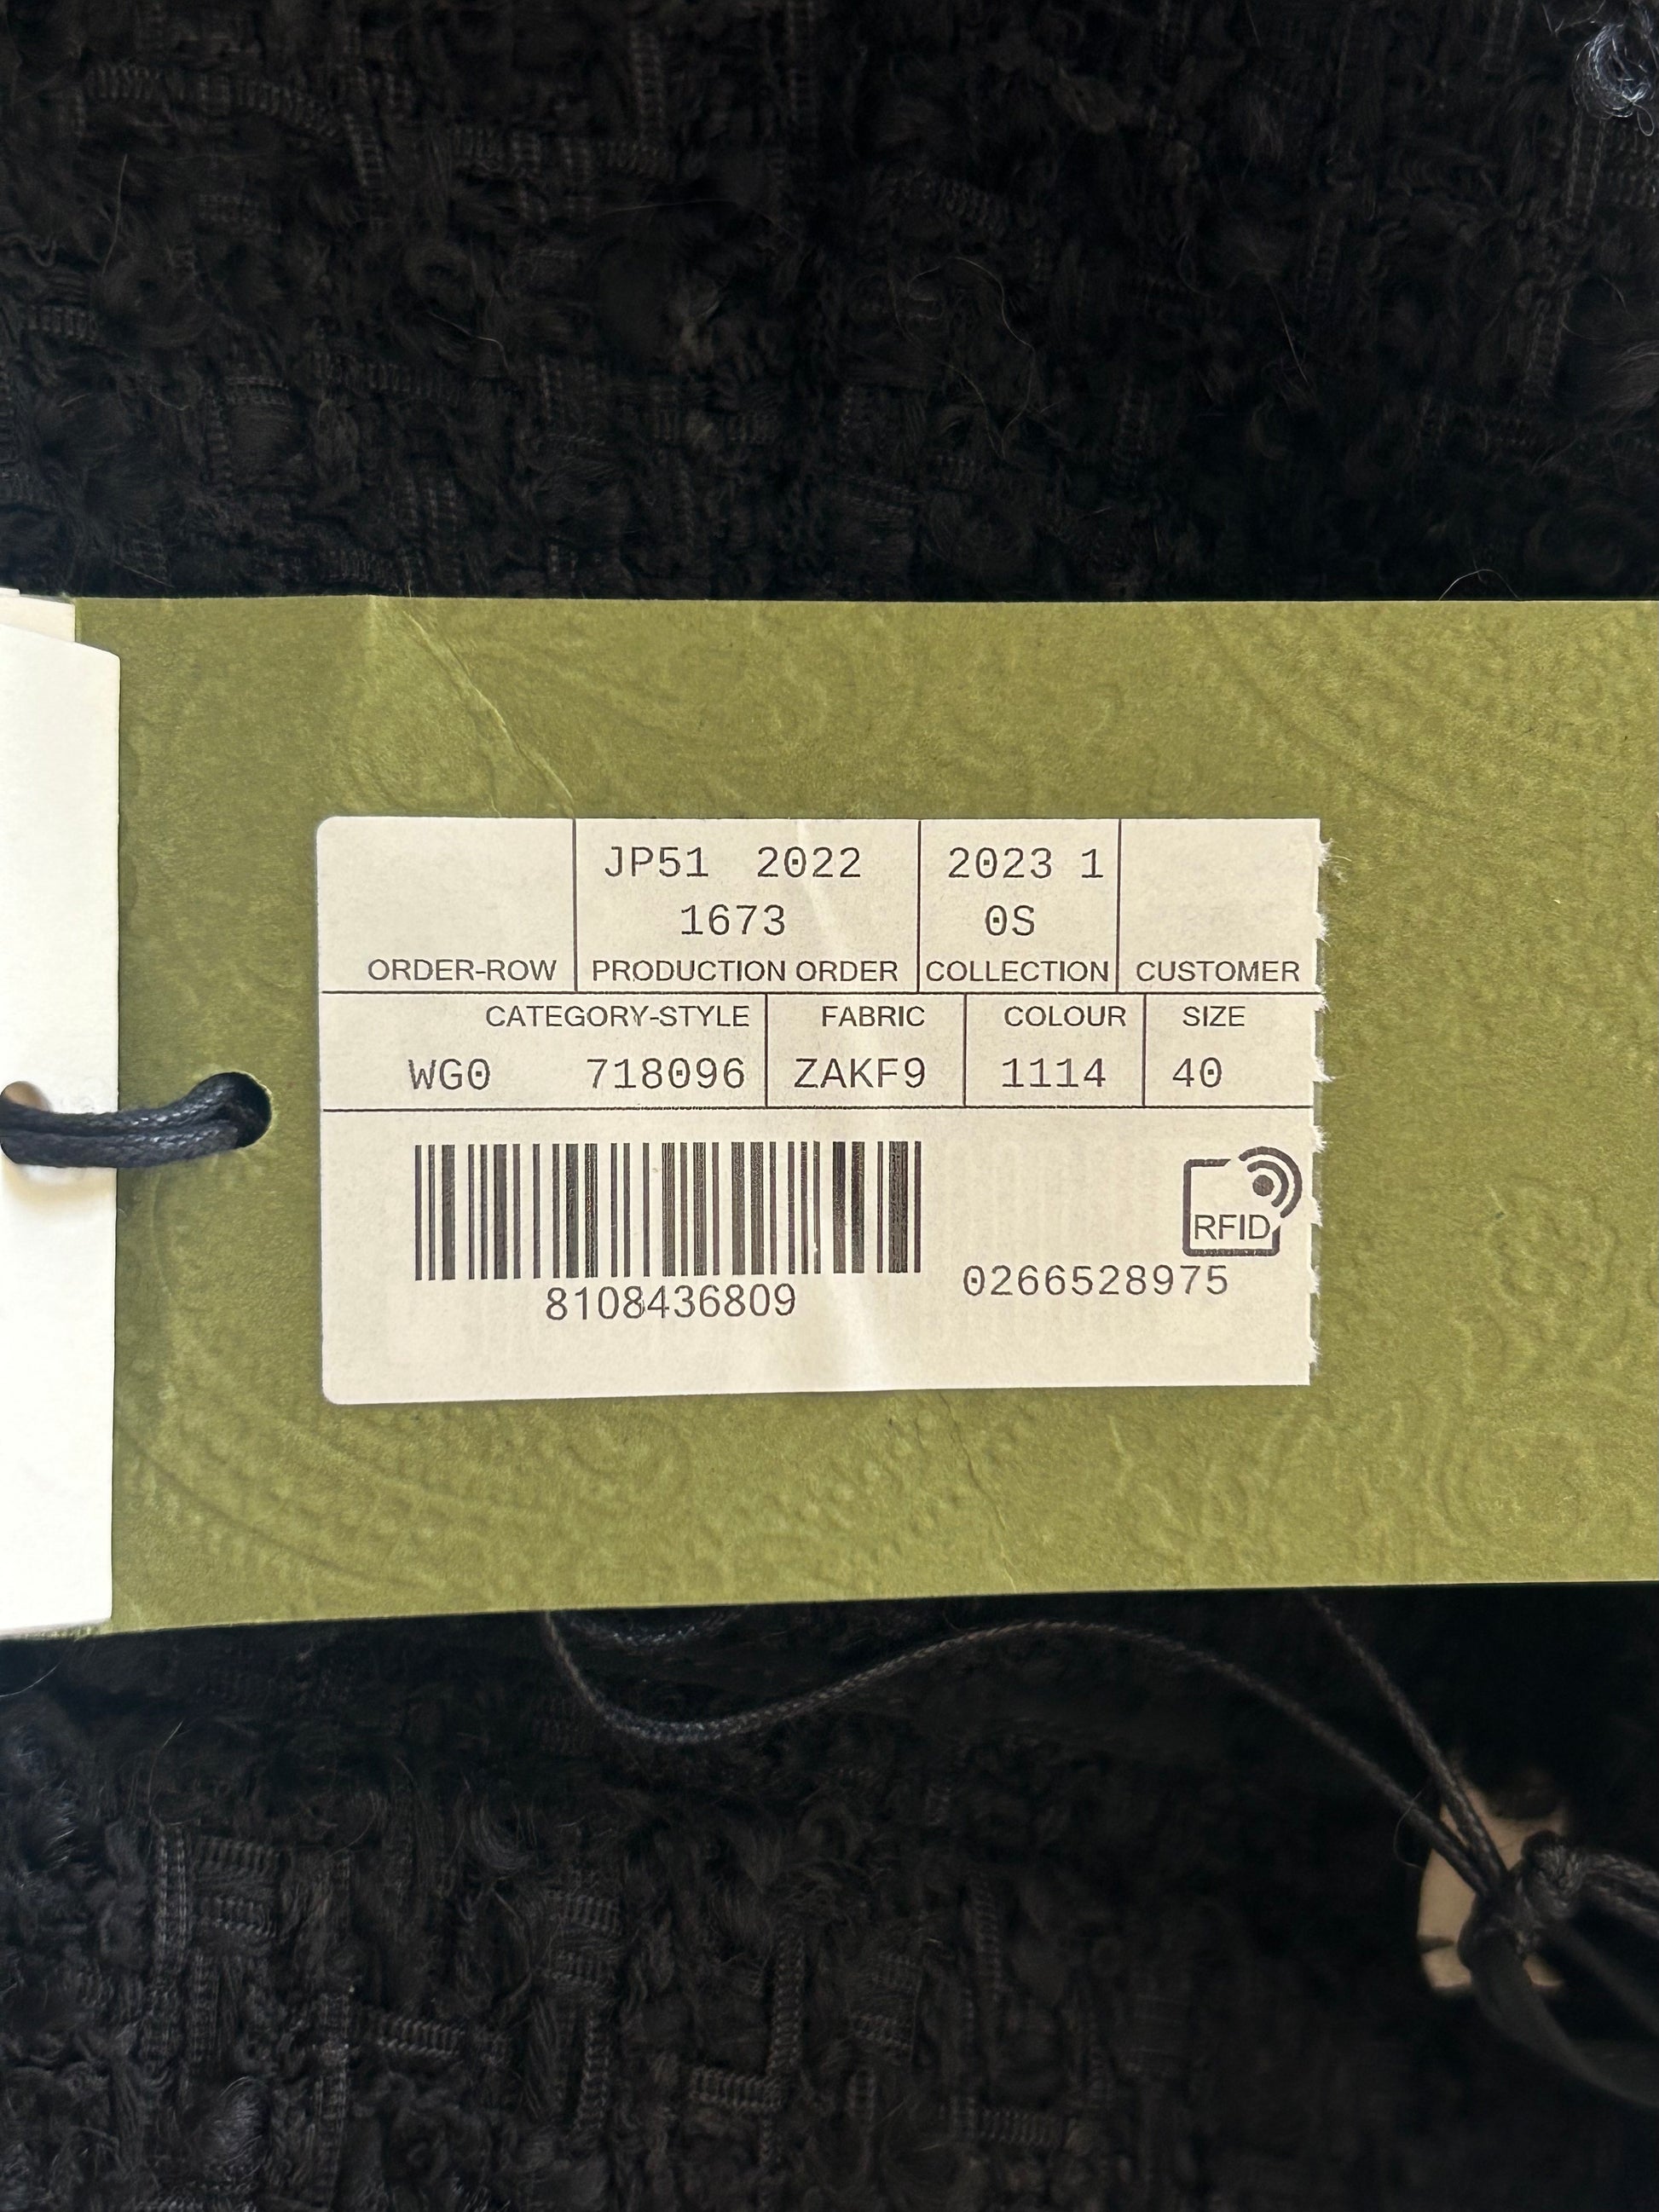 JP51 2022 2023 1
1673 0S
ORDER-ROW PRODUCTION ORDER COLLECTION CUSTOMER
CATEGORY-STYLE FABRIC COLOUR SIZE
WG0 718096 ZAKF9 1114 40
RFID
8108436809 0266528975